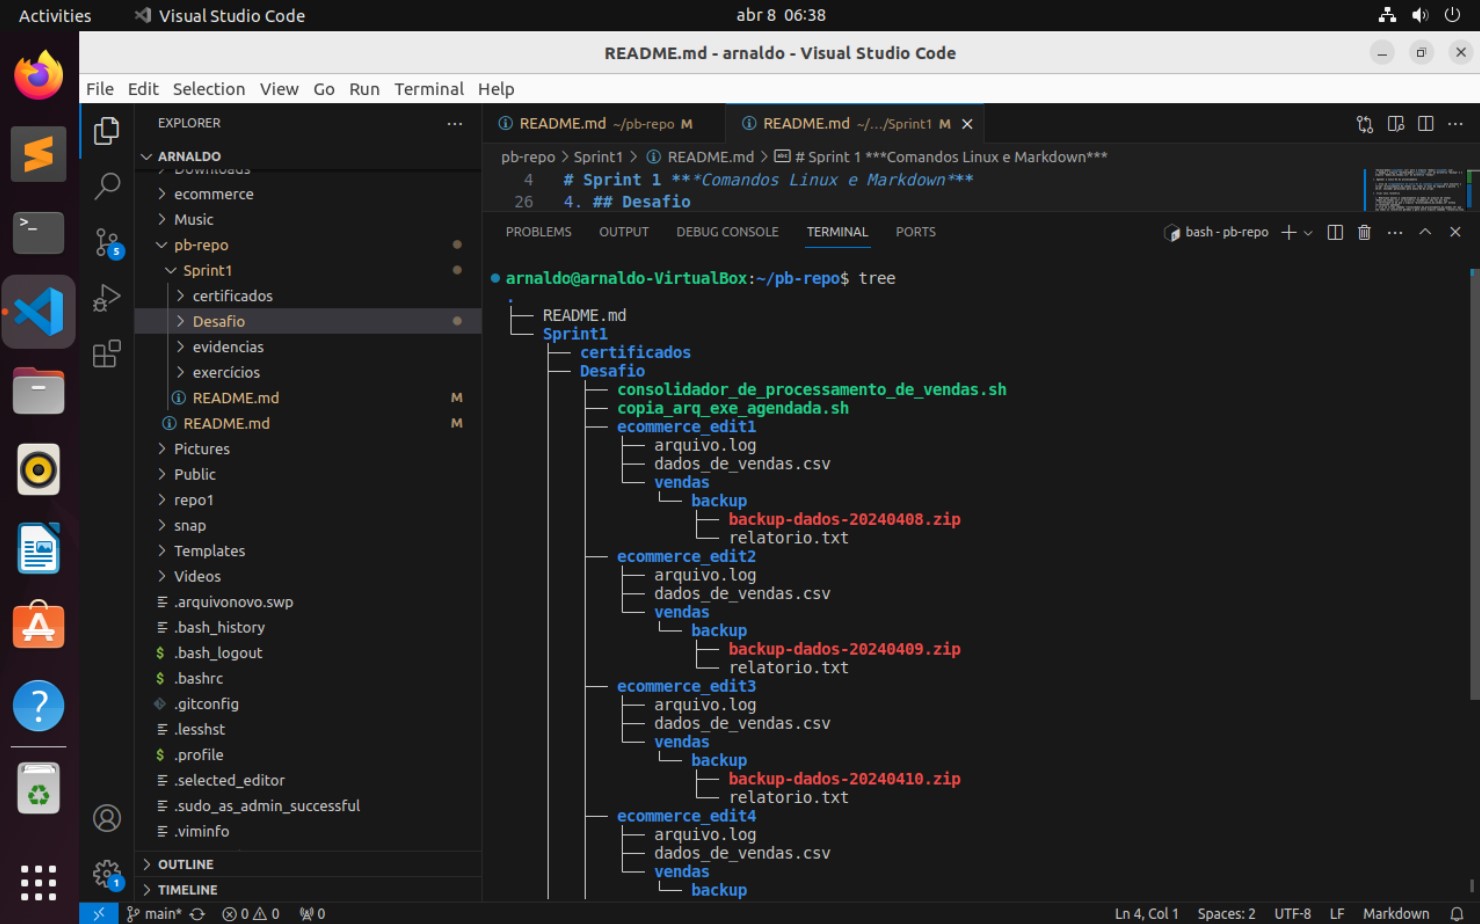 Activities Visual Studio Code abr 8 06:38
README.md - arnaldo - Visual Studio Code
File Edit Selection View Go Run Terminal Help
EXPLORER
ARNALDO
Downloads
ecommerce
Music
pb-repo
Sprint1
certificados
Desafio
evidencias
exercícios
README.md M
README.md M
Pictures
Public
repo1
snap
Templates
Videos
.arquivonovo.swp
.bash_history
$ .bash_logout
$ .bashrc
.gitconfig
.lesshst
$ .profile
.selected_editor
.sudo_as_admin_successful
.viminfo
OUTLINE
TIMELINE
5
1
README.md ~/pb-repo M README.md ~/.../Sprint1 M
pb-repo > Sprint1 > README.md > # Sprint 1 ***Comandos Linux e Markdown***
4 # Sprint 1 ***Comandos Linux e Markdown***
26 4. ## Desafio
PROBLEMS OUTPUT DEBUG CONSOLE TERMINAL PORTS bash - pb-repo
arnaldo@arnaldo-VirtualBox:~/pb-repo$ tree
.
├── README.md
└── Sprint1
├── certificados
├── Desafio
├── consolidador_de_processamento_de_vendas.sh
├── copia_arq_exe_agendada.sh
├── ecommerce_edit1
├── arquivo.log
├── dados_de_vendas.csv
└── vendas
└── backup
├── backup-dados-20240408.zip
└── relatorio.txt
├── ecommerce_edit2
├── arquivo.log
├── dados_de_vendas.csv
└── vendas
└── backup
├── backup-dados-20240409.zip
└── relatorio.txt
├── ecommerce_edit3
├── arquivo.log
├── dados_de_vendas.csv
└── vendas
└── backup
├── backup-dados-20240410.zip
└── relatorio.txt
├── ecommerce_edit4
├── arquivo.log
├── dados_de_vendas.csv
└── vendas
└── backup
main* 0 0 0 Ln 4, Col 1 Spaces: 2 UTF-8 LF Markdown